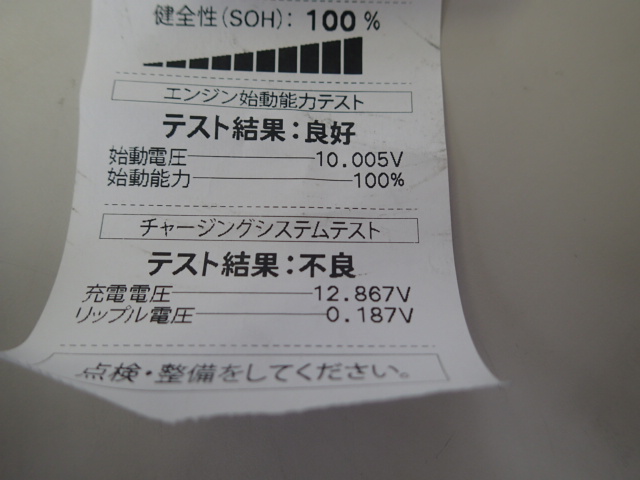 健全性(SOH): 100 %
エンジン始動能力テスト
テスト結果:良好
始動電圧 10.005V
始動能力 100%
チャージングシステムテスト
テスト結果:不良
充電電圧 12.867V
リップル電圧 0.187V
点検・整備をしてください。